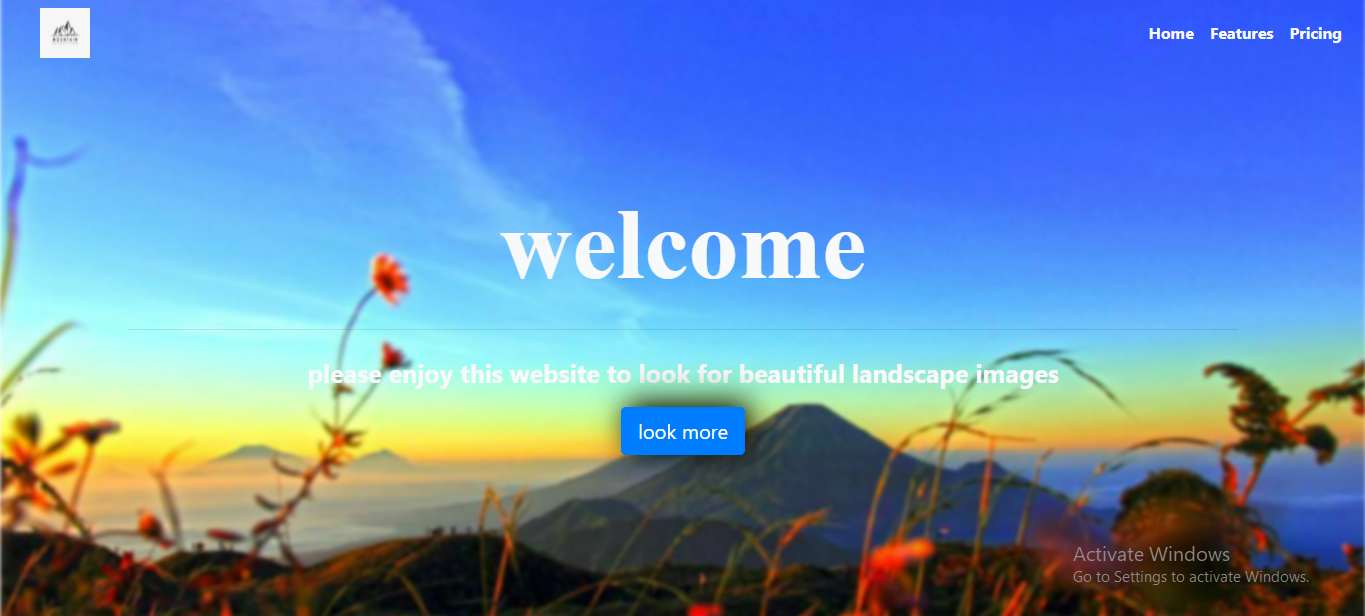 MOUNTAIN
Home Features Pricing
welcome
please enjoy this website to look for beautiful landscape images
look more
Activate Windows
Go to Settings to activate Windows.